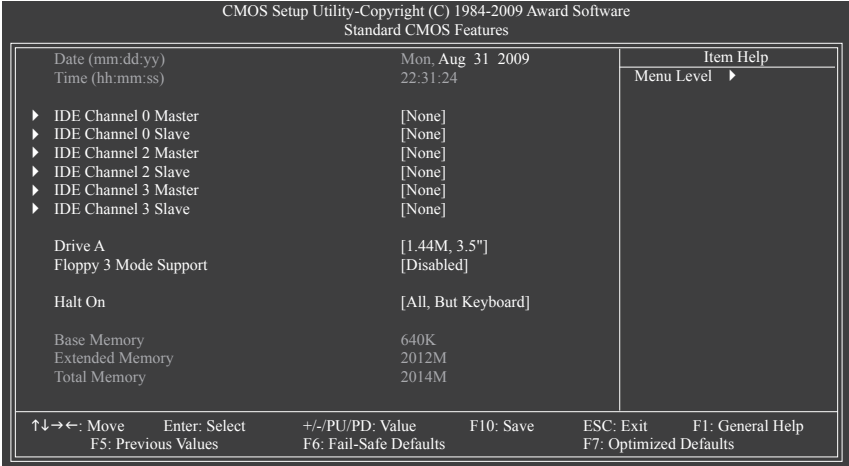 CMOS Setup Utility-Copyright (C) 1984-2009 Award Software
Standard CMOS Features
Date (mm:dd:yy) Mon, Aug 31 2009 Item Help
Time (hh:mm:ss) 22:31:24 Menu Level ▶
▶ IDE Channel 0 Master [None]
▶ IDE Channel 0 Slave [None]
▶ IDE Channel 2 Master [None]
▶ IDE Channel 2 Slave [None]
▶ IDE Channel 3 Master [None]
▶ IDE Channel 3 Slave [None]
Drive A [1.44M, 3.5"]
Floppy 3 Mode Support [Disabled]
Halt On [All, But Keyboard]
Base Memory 640K
Extended Memory 2012M
Total Memory 2014M
↑↓→←: Move Enter: Select +/-/PU/PD: Value F10: Save ESC: Exit F1: General Help
F5: Previous Values F6: Fail-Safe Defaults F7: Optimized Defaults